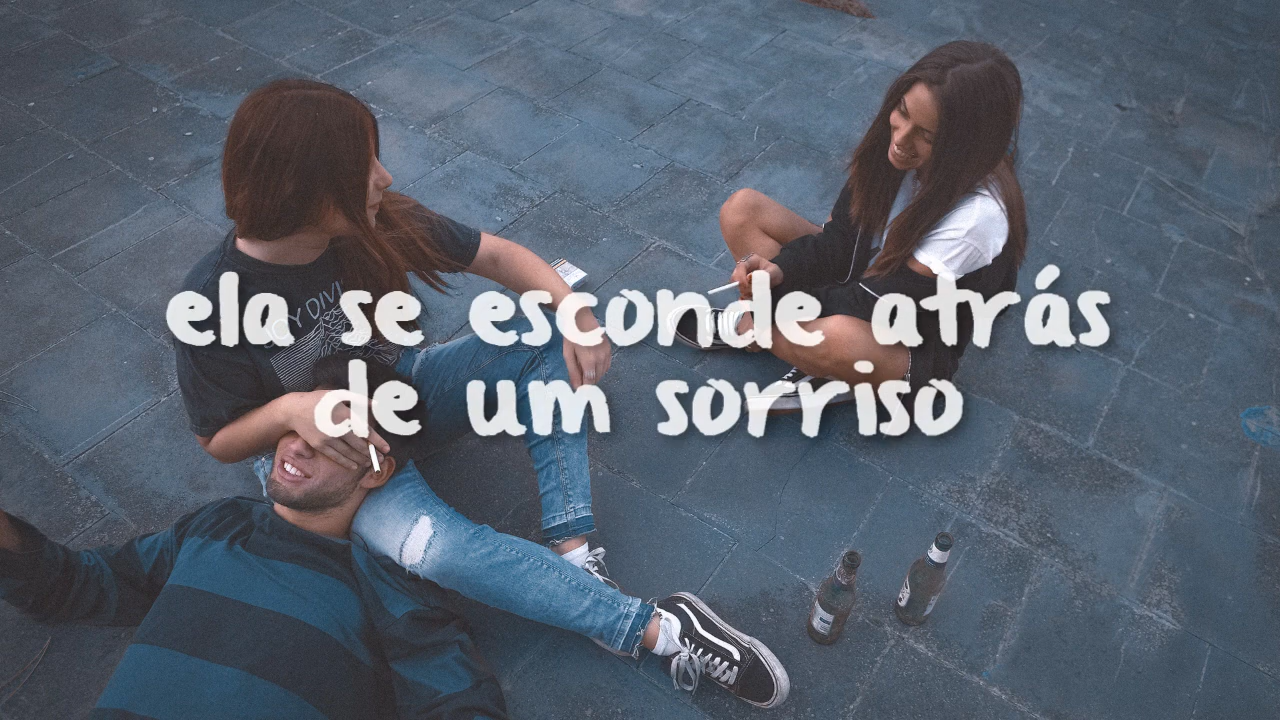 ela se esconde atrás
de um sorriso